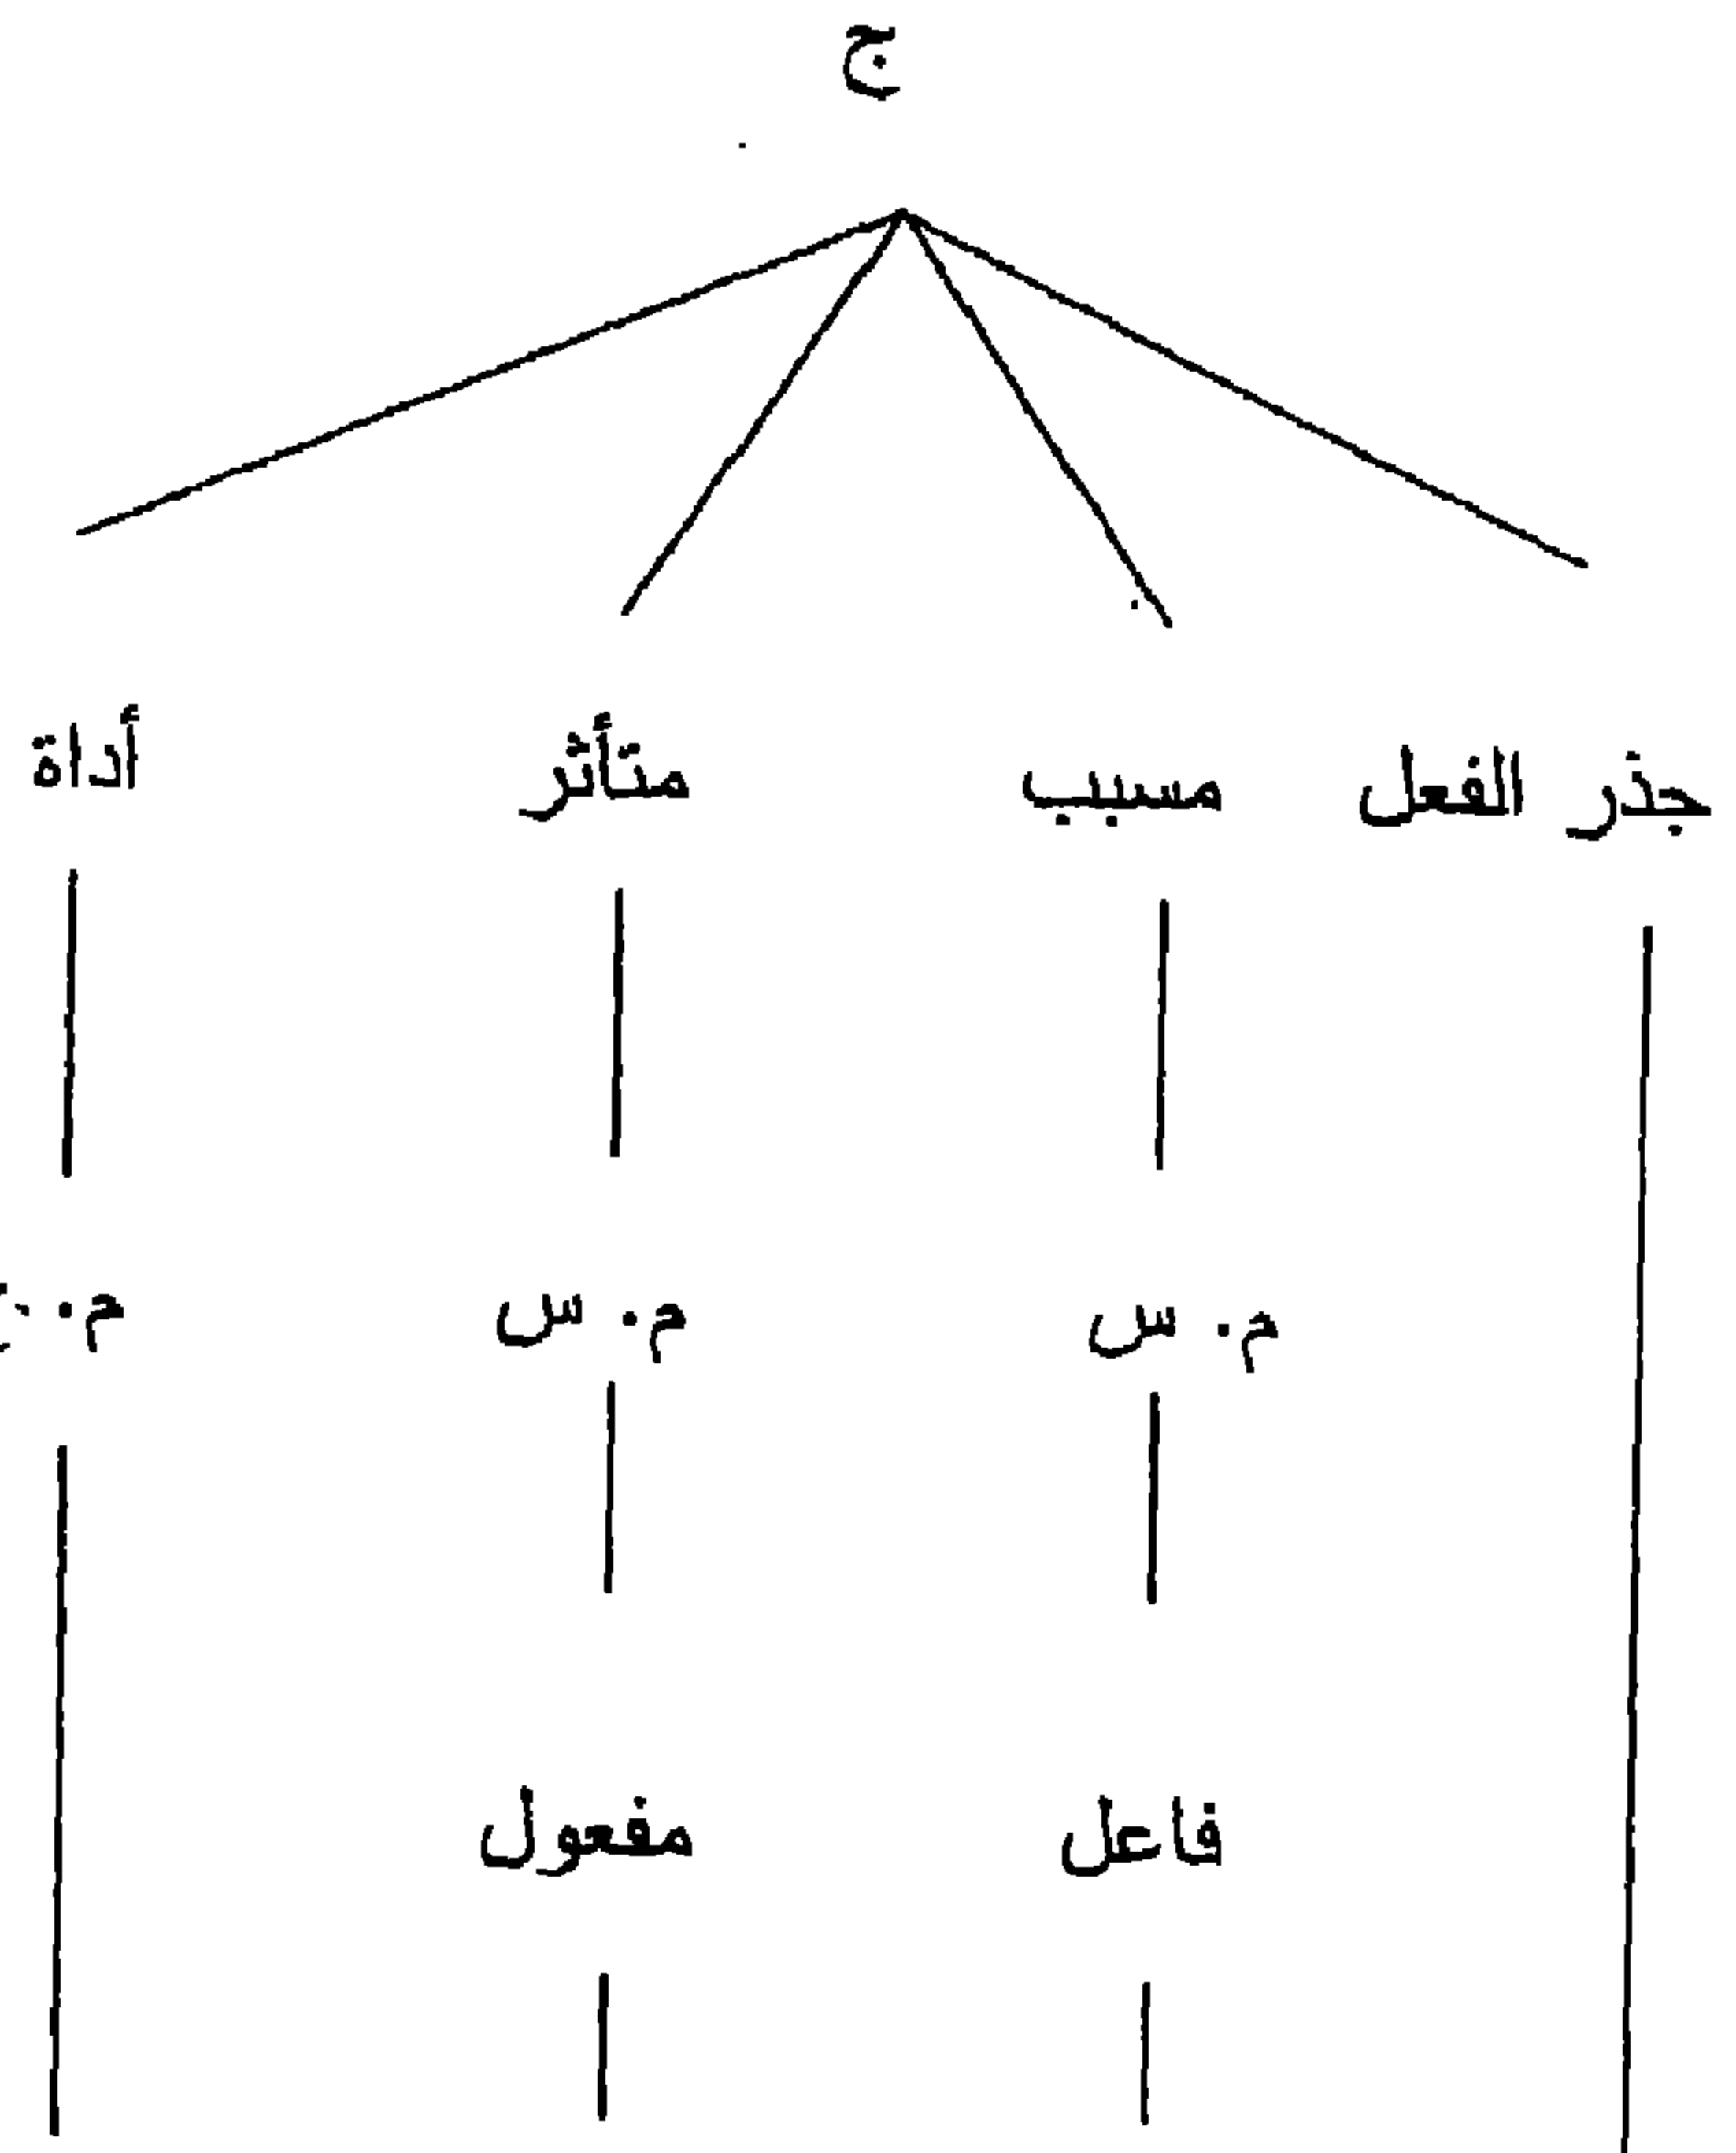 ج
جذر الفعل مسبب متأثر أداة
م. س م. س م.
فاعل مفعول